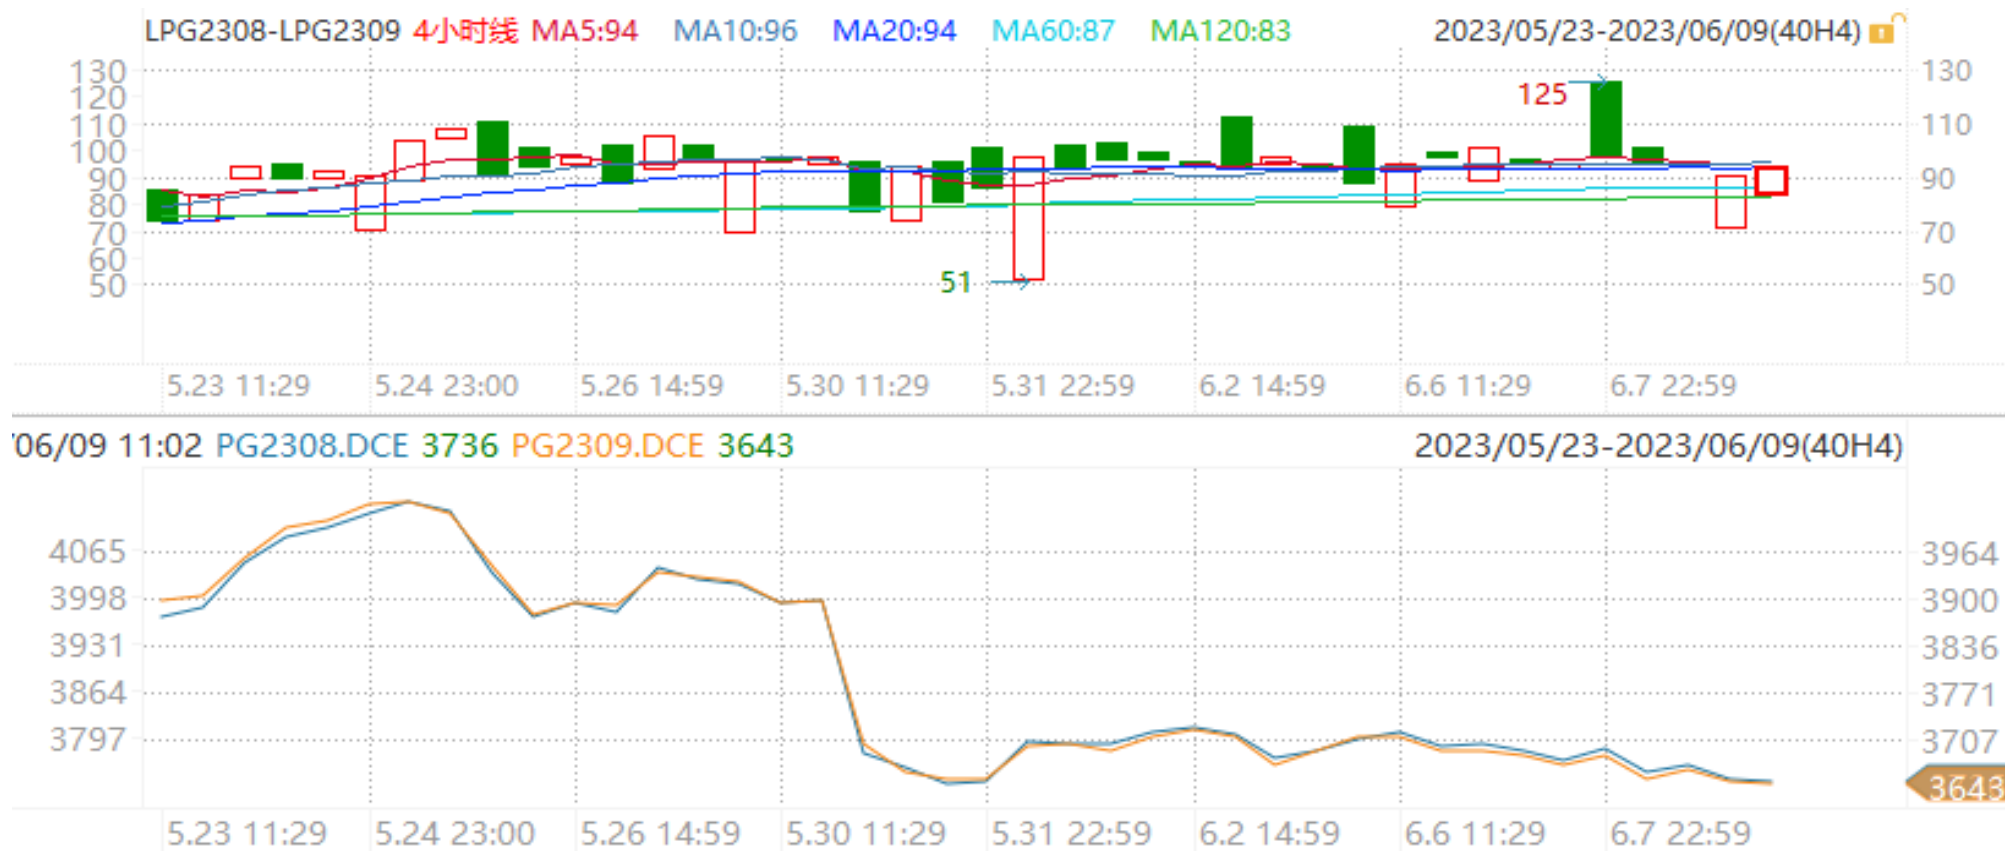 LPG2308-LPG2309 4小时线 MA5:94 MA10:96 MA20:94 MA60:87 MA120:83 2023/05/23-2023/06/09(40H4)
130 130
120 125
110 110
100
90 90
80
70 70
60
50 51 50
5.23 11:29 5.24 23:00 5.26 14:59 5.30 11:29 5.31 22:59 6.2 14:59 6.6 11:29 6.7 22:59
/06/09 11:02 PG2308.DCE 3736 PG2309.DCE 3643 2023/05/23-2023/06/09(40H4)
4065 3964
3998 3900
3931 3836
3864 3771
3797 3707
3643
5.23 11:29 5.24 23:00 5.26 14:59 5.30 11:29 5.31 22:59 6.2 14:59 6.6 11:29 6.7 22:59